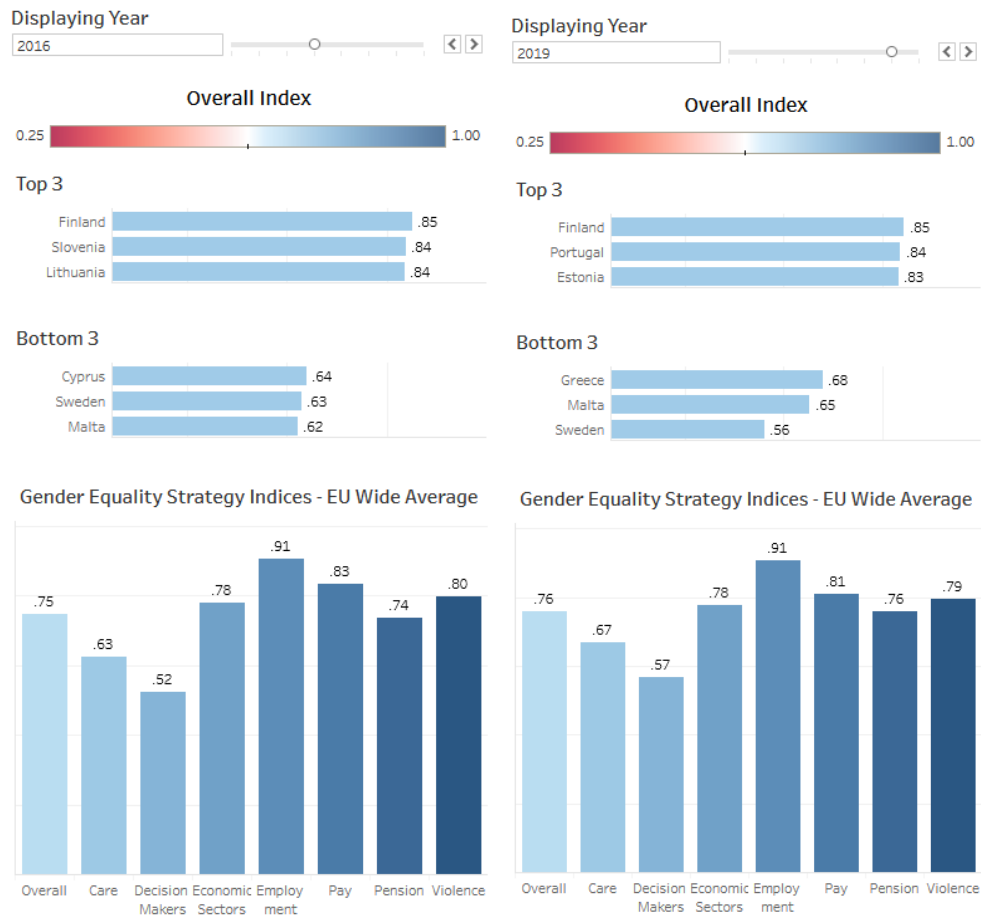 Displaying Year
2016
Overall Index
0.25 1.00
Top 3
Finland .85
Slovenia .84
Lithuania .84
Bottom 3
Cyprus .64
Sweden .63
Malta .62
Gender Equality Strategy Indices - EU Wide Average
.75 .63 .52 .78 .91 .83 .74 .80
Overall Care Decision Economic Employ Pay Pension Violence
Makers Sectors ment
Displaying Year
2019
Overall Index
0.25 1.00
Top 3
Finland .85
Portugal .84
Estonia .83
Bottom 3
Greece .68
Malta .65
Sweden .56
Gender Equality Strategy Indices - EU Wide Average
.76 .67 .57 .78 .91 .81 .76 .79
Overall Care Decision Economic Employ Pay Pension Violence
Makers Sectors ment